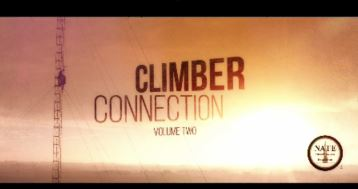 CLIMBER
CONNECTION
VOLUME TWO
NATE